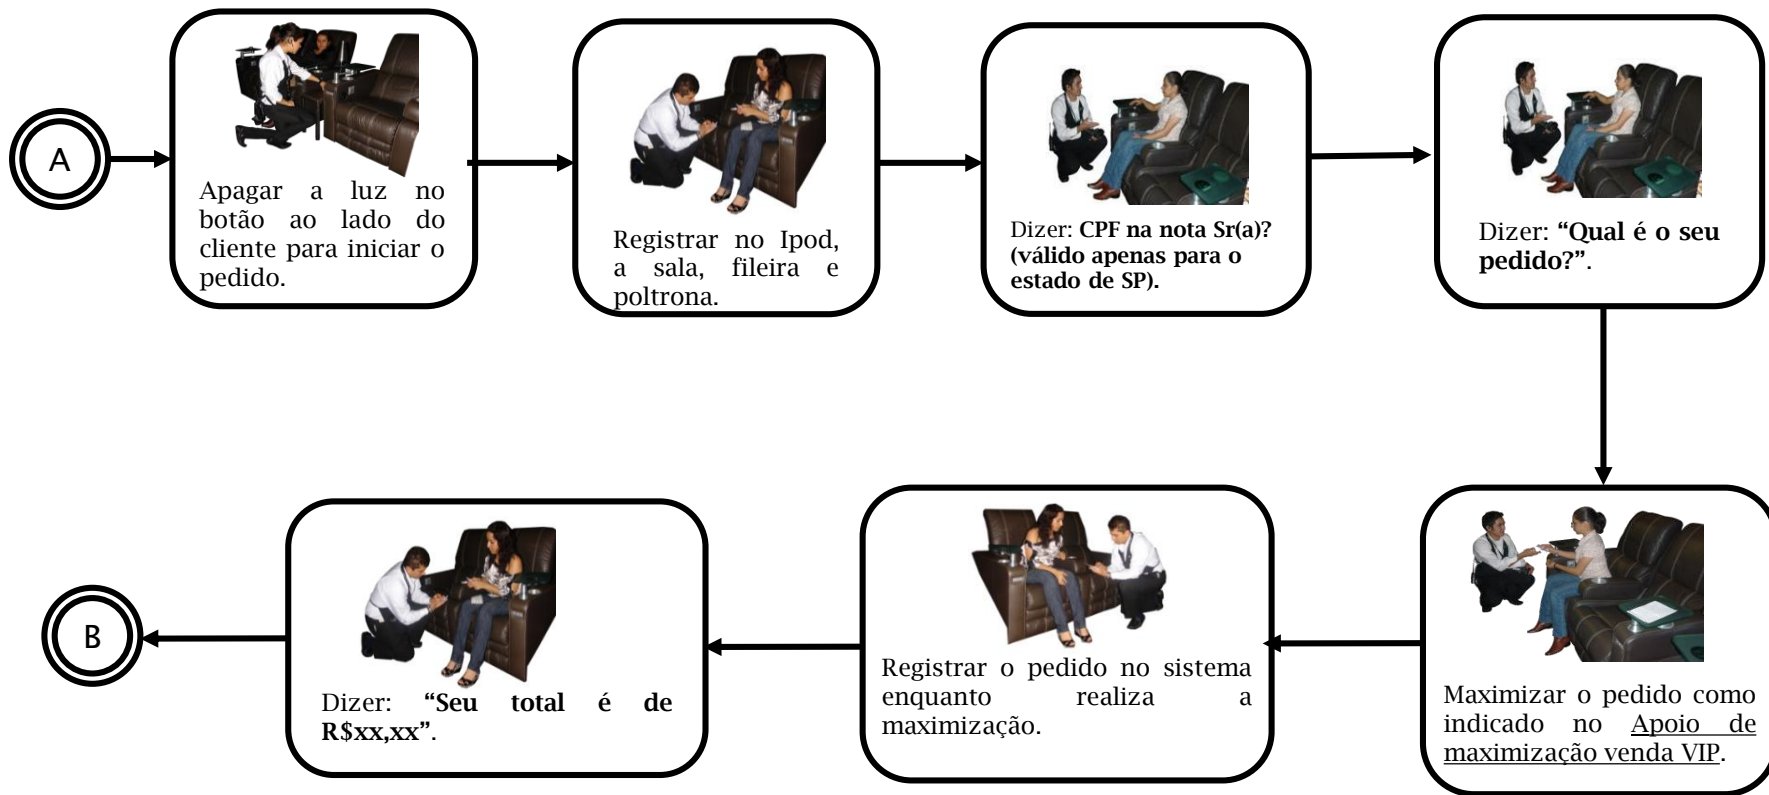 A
Apagar a luz no
botão ao lado do
cliente para iniciar o
pedido.
Registrar no Ipod,
a sala, fileira e
poltrona.
Dizer: CPF na nota Sr(a)?
(válido apenas para o
estado de SP).
Dizer: “Qual é o seu
pedido?”.
Maximizar o pedido como
indicado no Apoio de
maximização venda VIP.
Registrar o pedido no sistema
enquanto realiza a
maximização.
Dizer: “Seu total é de
R$xx,xx”.
B